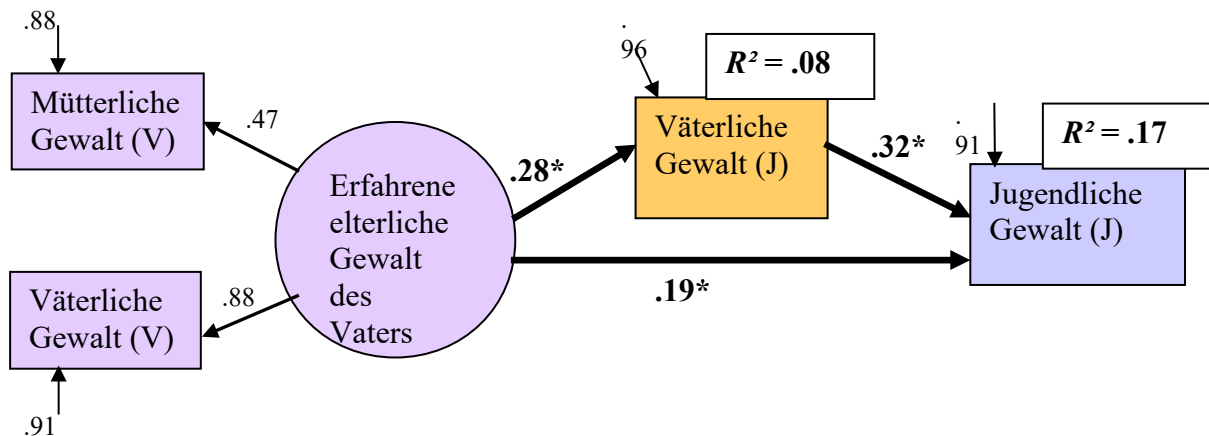 .88
Mütterliche
Gewalt (V)
.47
Erfahrene
elterliche
Gewalt
des
Vaters
Väterliche
Gewalt (V)
.88
.91
.28*
.
96
R² = .08
Väterliche
Gewalt (J)
.32*
.19*
.
91
R² = .17
Jugendliche
Gewalt (J)